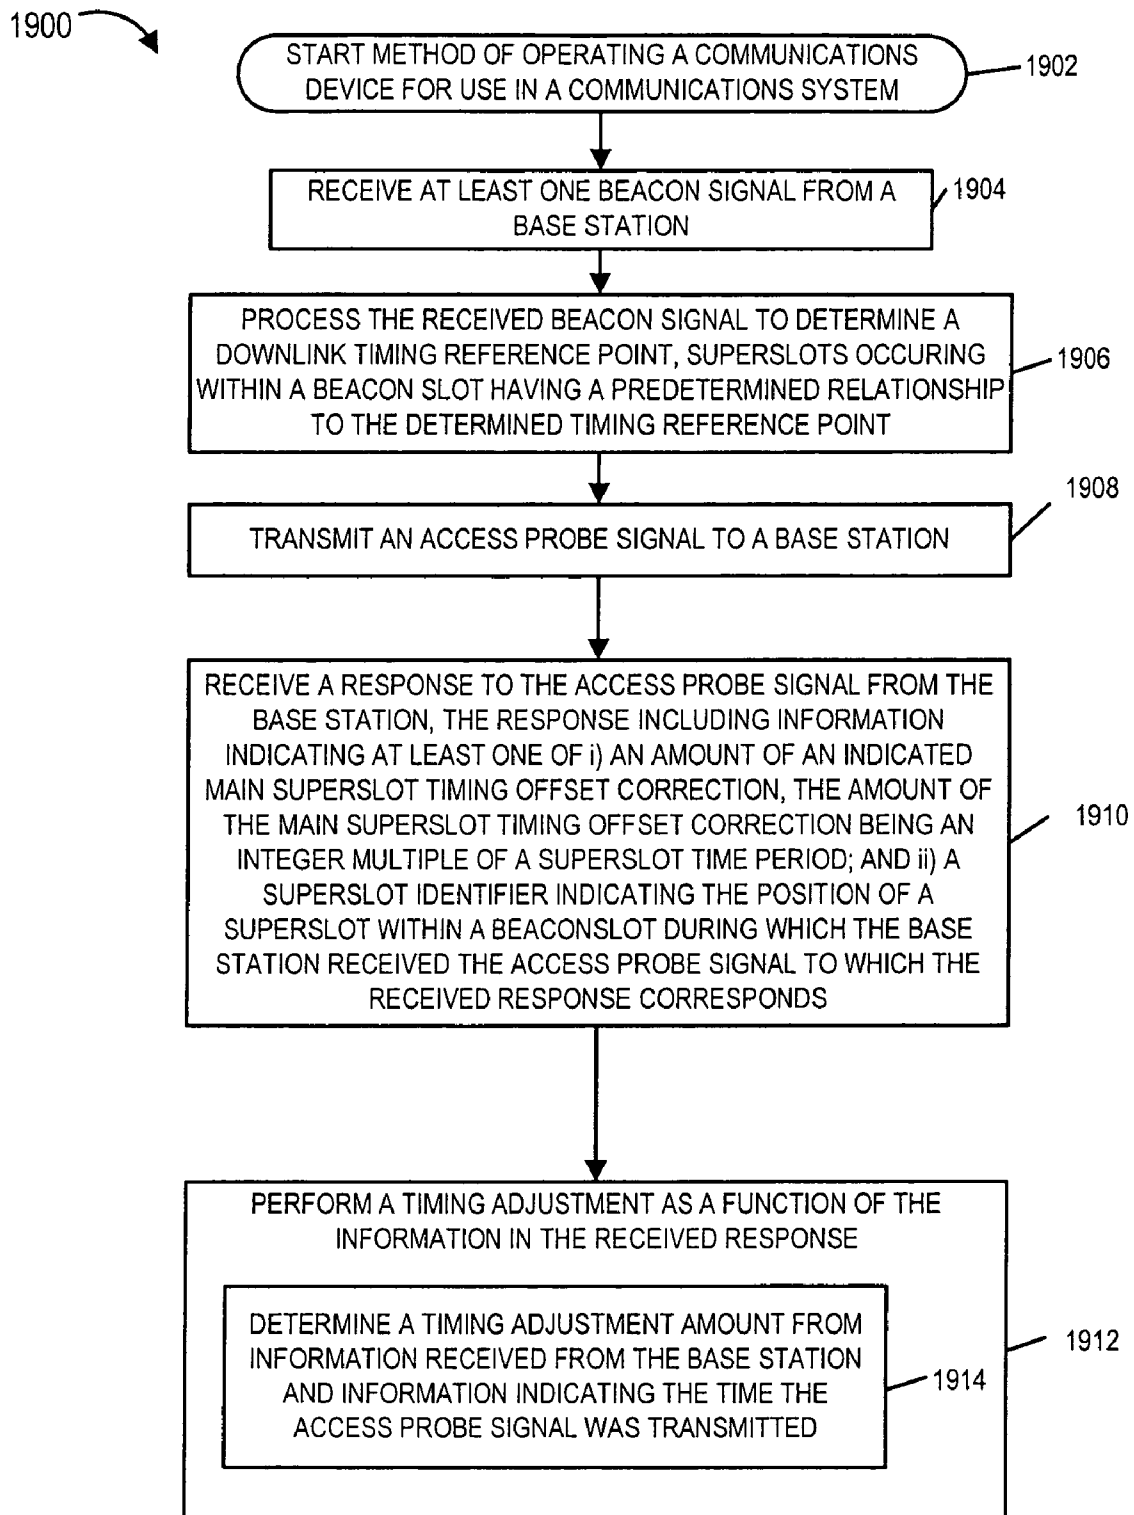 1900
START METHOD OF OPERATING A COMMUNICATIONS
DEVICE FOR USE IN A COMMUNICATIONS SYSTEM
1902
RECEIVE AT LEAST ONE BEACON SIGNAL FROM A
BASE STATION
1904
PROCESS THE RECEIVED BEACON SIGNAL TO DETERMINE A
DOWNLINK TIMING REFERENCE POINT, SUPERSLOTS OCCURING
WITHIN A BEACON SLOT HAVING A PREDETERMINED RELATIONSHIP
TO THE DETERMINED TIMING REFERENCE POINT
1906
TRANSMIT AN ACCESS PROBE SIGNAL TO A BASE STATION
1908
RECEIVE A RESPONSE TO THE ACCESS PROBE SIGNAL FROM THE
BASE STATION, THE RESPONSE INCLUDING INFORMATION
INDICATING AT LEAST ONE OF i) AN AMOUNT OF AN INDICATED
MAIN SUPERSLOT TIMING OFFSET CORRECTION, THE AMOUNT OF
THE MAIN SUPERSLOT TIMING OFFSET CORRECTION BEING AN
INTEGER MULTIPLE OF A SUPERSLOT TIME PERIOD; AND ii) A
SUPERSLOT IDENTIFIER INDICATING THE POSITION OF A
SUPERSLOT WITHIN A BEACONSLOT DURING WHICH THE BASE
STATION RECEIVED THE ACCESS PROBE SIGNAL TO WHICH THE
RECEIVED RESPONSE CORRESPONDS
1910
PERFORM A TIMING ADJUSTMENT AS A FUNCTION OF THE
INFORMATION IN THE RECEIVED RESPONSE
DETERMINE A TIMING ADJUSTMENT AMOUNT FROM
INFORMATION RECEIVED FROM THE BASE STATION
AND INFORMATION INDICATING THE TIME THE
ACCESS PROBE SIGNAL WAS TRANSMITTED
1914
1912